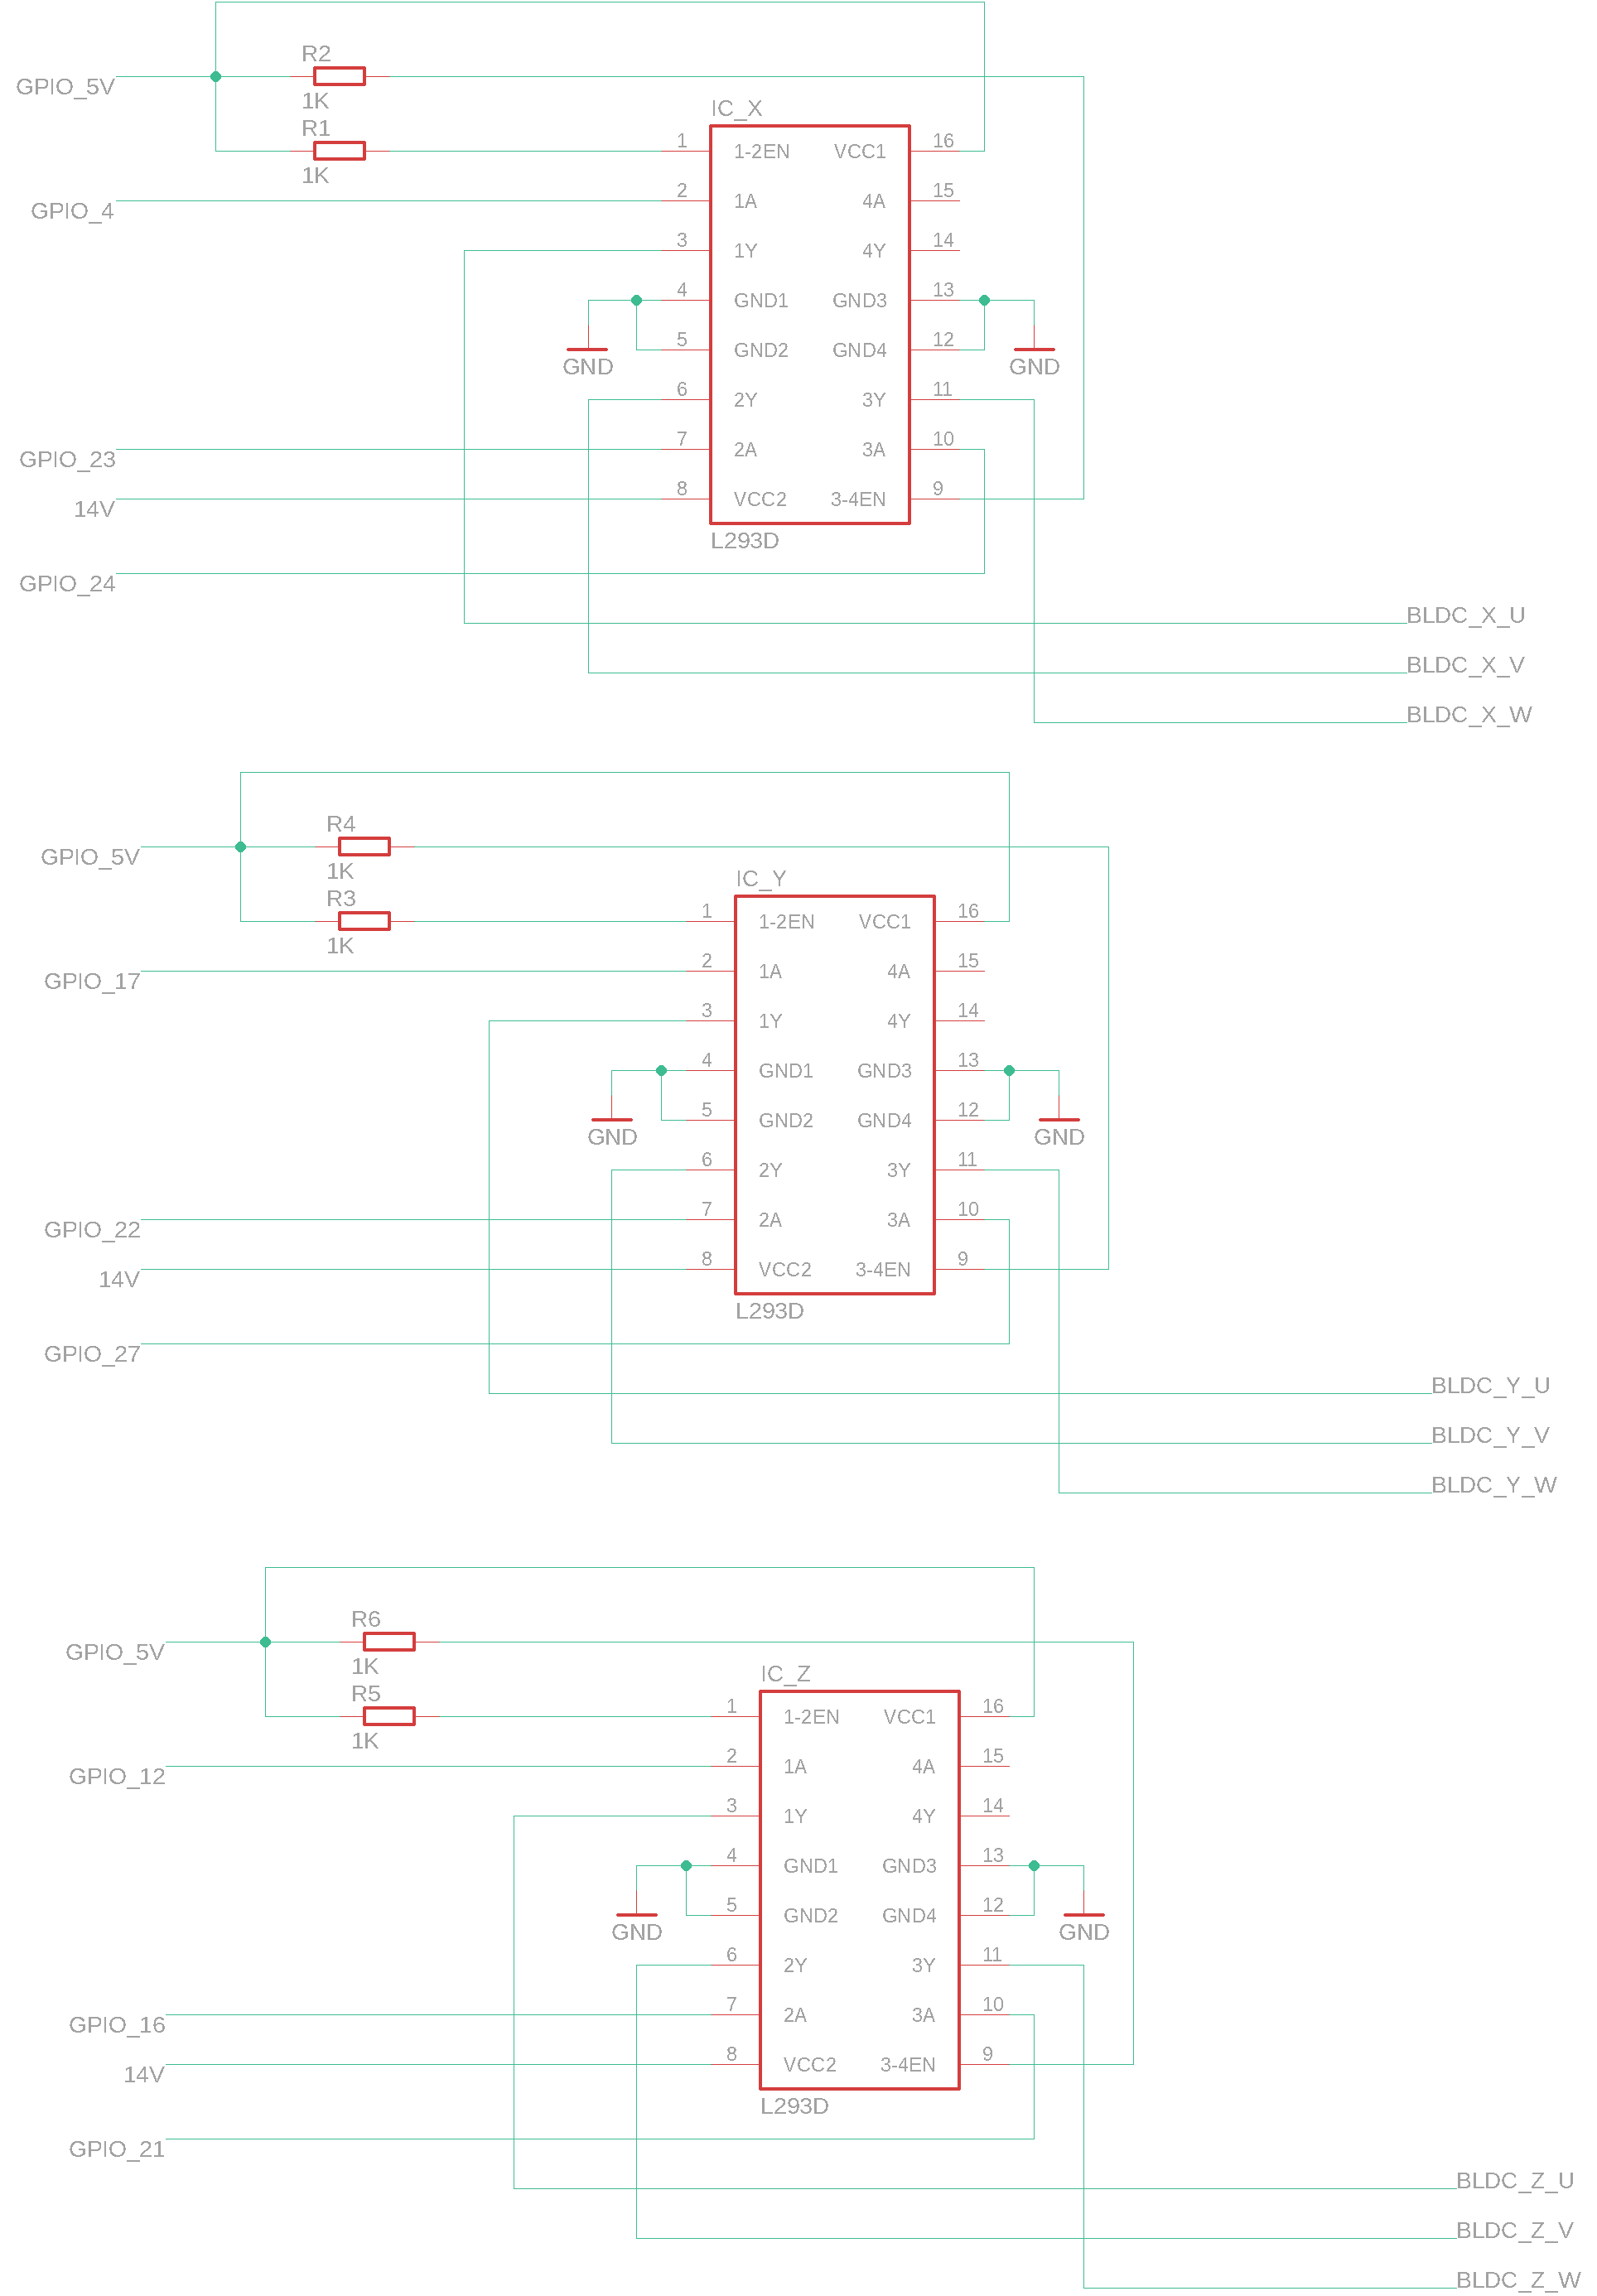 R2
GPIO_5V
1K
R1
1K
IC_X
1 1-2EN VCC1 16
GPIO_4 2 1A 4A 15
3 1Y 4Y 14
4 GND1 GND3 13
5 GND2 GND4 12
GND GND
6 2Y 3Y 11
GPIO_23 7 2A 3A 10
14V 8 VCC2 3-4EN 9
L293D
GPIO_24
BLDC_X_U
BLDC_X_V
BLDC_X_W
R4
GPIO_5V
1K
R3
1K
IC_Y
1 1-2EN VCC1 16
GPIO_17 2 1A 4A 15
3 1Y 4Y 14
4 GND1 GND3 13
5 GND2 GND4 12
GND GND
6 2Y 3Y 11
GPIO_22 7 2A 3A 10
14V 8 VCC2 3-4EN 9
L293D
GPIO_27
BLDC_Y_U
BLDC_Y_V
BLDC_Y_W
R6
GPIO_5V
1K
R5
1K
IC_Z
1 1-2EN VCC1 16
GPIO_12 2 1A 4A 15
3 1Y 4Y 14
4 GND1 GND3 13
5 GND2 GND4 12
GND GND
6 2Y 3Y 11
GPIO_16 7 2A 3A 10
14V 8 VCC2 3-4EN 9
L293D
GPIO_21
BLDC_Z_U
BLDC_Z_V
BLDC_Z_W